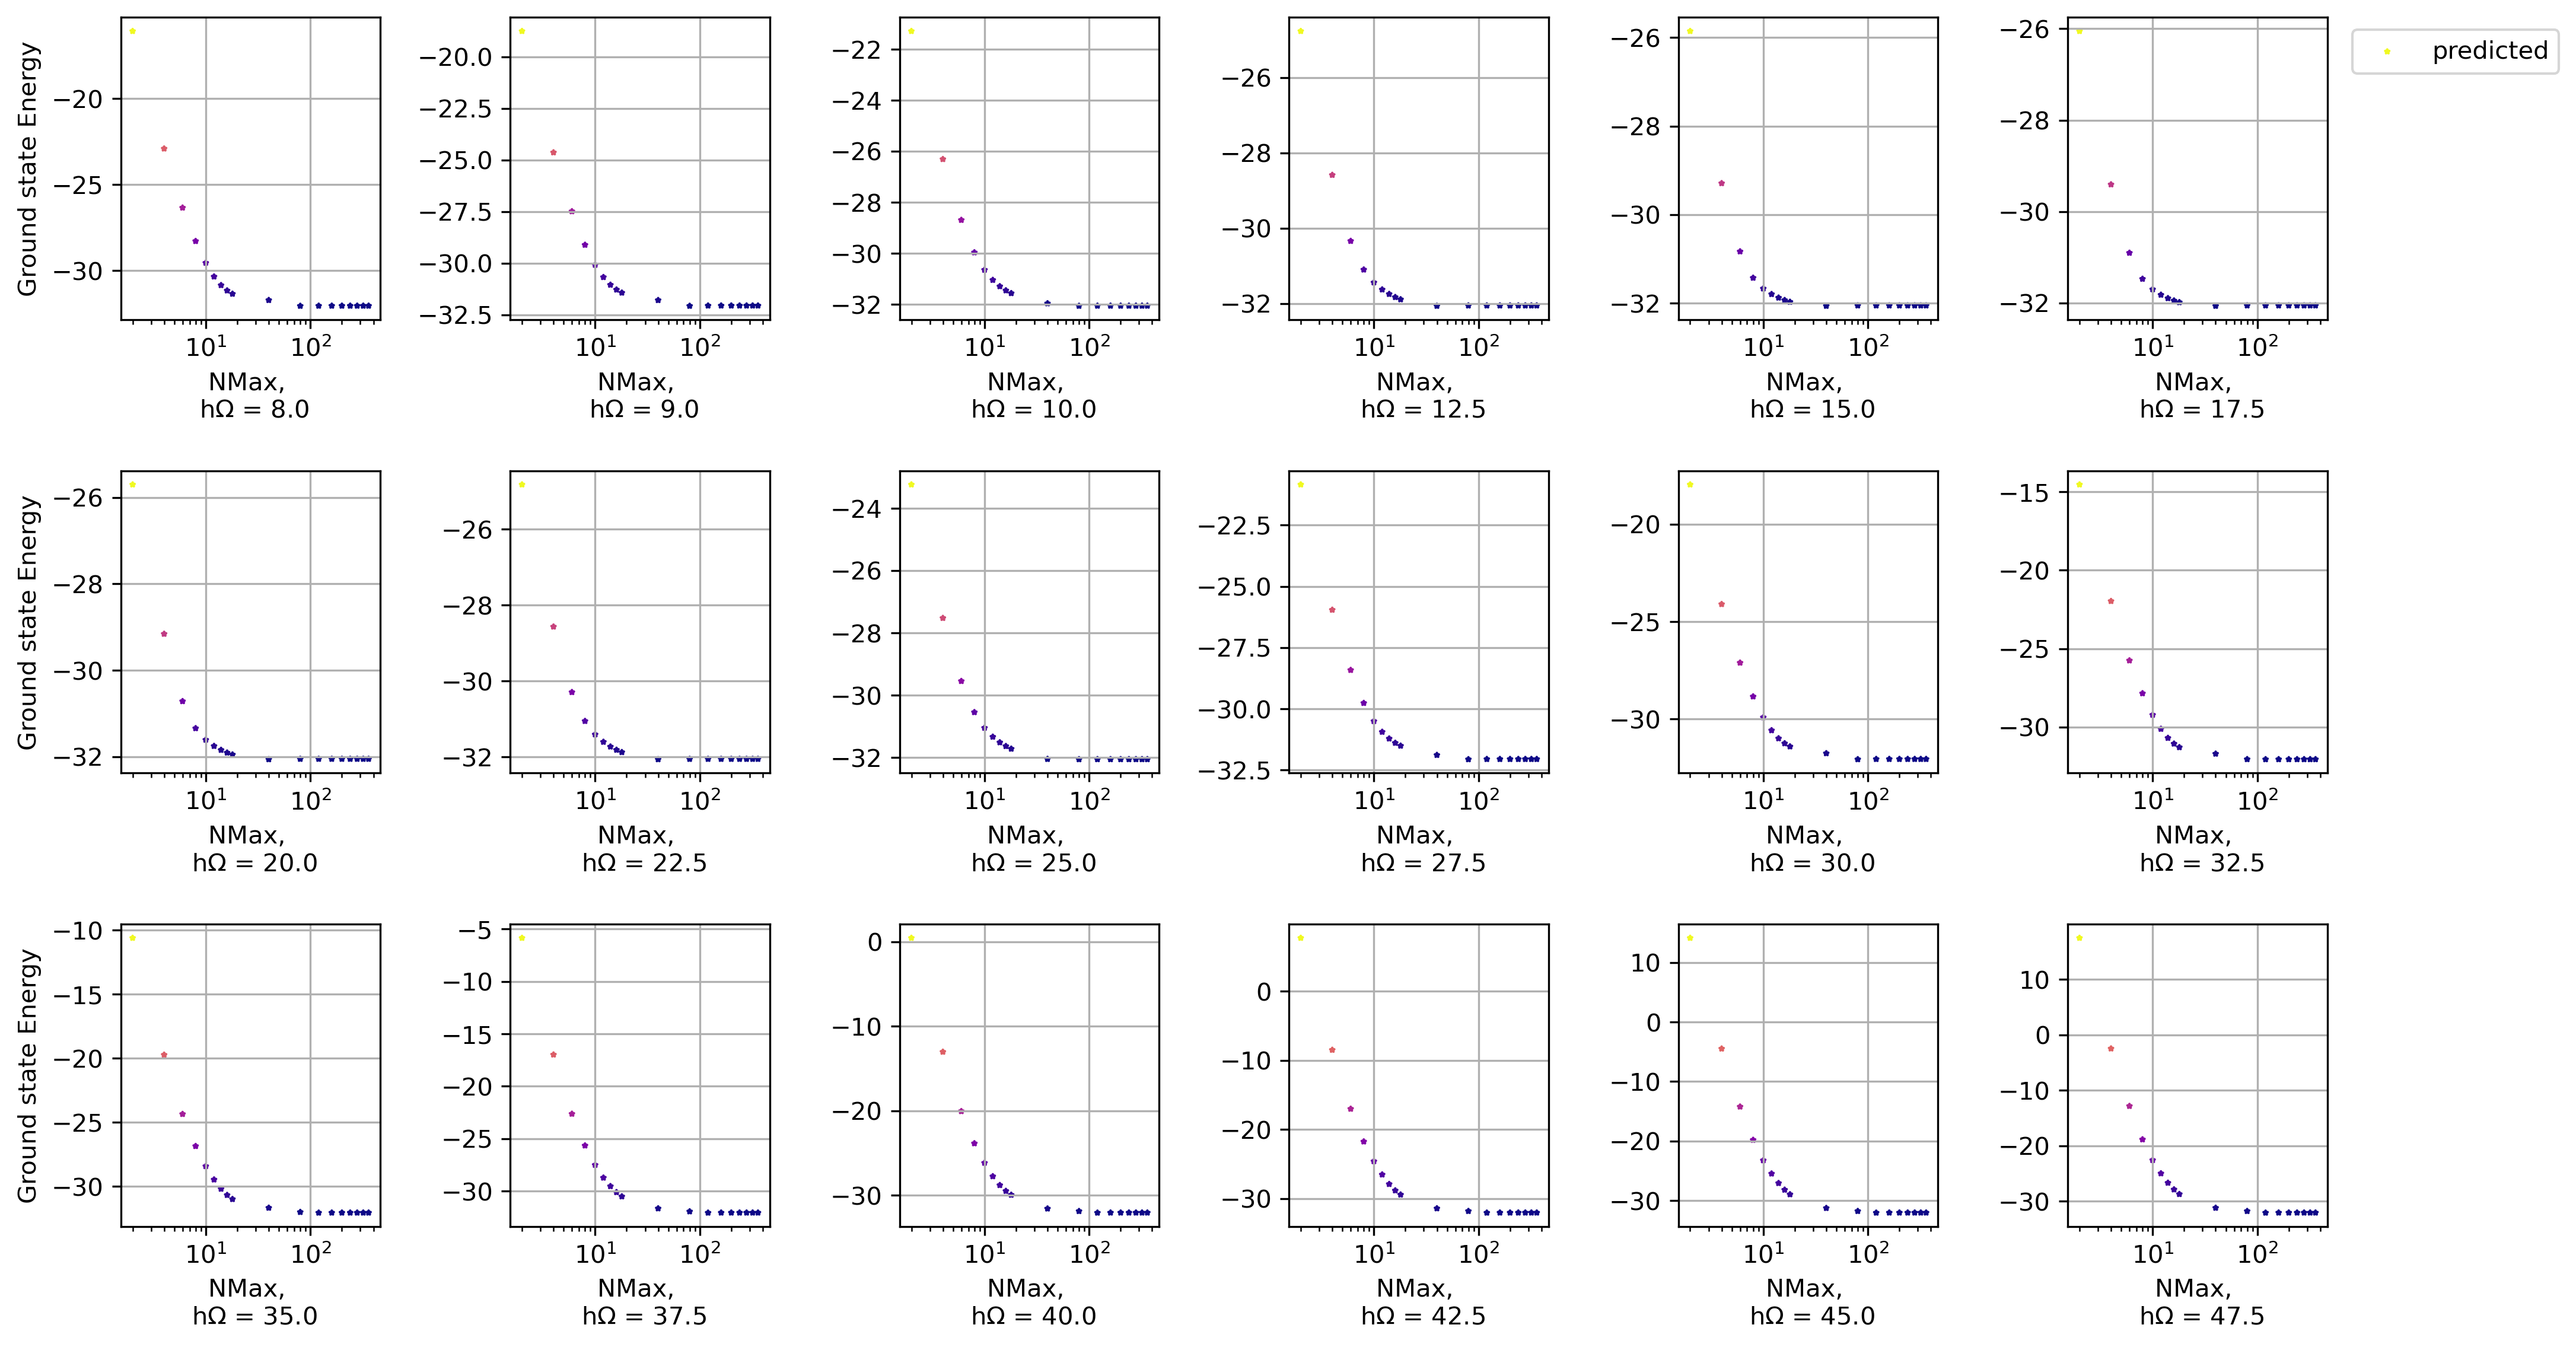 Ground state Energy
−20
−25
−30
10¹ 10²
NMax,
hΩ = 8.0
−20.0
−22.5
−25.0
−27.5
−30.0
−32.5
10¹ 10²
NMax,
hΩ = 9.0
−22
−24
−26
−28
−30
−32
10¹ 10²
NMax,
hΩ = 10.0
−26
−28
−30
−32
10¹ 10²
NMax,
hΩ = 12.5
−26
−28
−30
−32
10¹ 10²
NMax,
hΩ = 15.0
−26
−28
−30
−32
10¹ 10²
NMax,
hΩ = 17.5
predicted
Ground state Energy
−26
−28
−30
−32
10¹ 10²
NMax,
hΩ = 20.0
−26
−28
−30
−32
10¹ 10²
NMax,
hΩ = 22.5
−24
−26
−28
−30
−32
10¹ 10²
NMax,
hΩ = 25.0
−22.5
−25.0
−27.5
−30.0
−32.5
10¹ 10²
NMax,
hΩ = 27.5
−20
−25
−30
10¹ 10²
NMax,
hΩ = 30.0
−15
−20
−25
−30
10¹ 10²
NMax,
hΩ = 32.5
Ground state Energy
−10
−15
−20
−25
−30
10¹ 10²
NMax,
hΩ = 35.0
−5
−10
−15
−20
−25
−30
10¹ 10²
NMax,
hΩ = 37.5
0
−10
−20
−30
10¹ 10²
NMax,
hΩ = 40.0
0
−10
−20
−30
10¹ 10²
NMax,
hΩ = 42.5
10
0
−10
−20
−30
10¹ 10²
NMax,
hΩ = 45.0
10
0
−10
−20
−30
10¹ 10²
NMax,
hΩ = 47.5